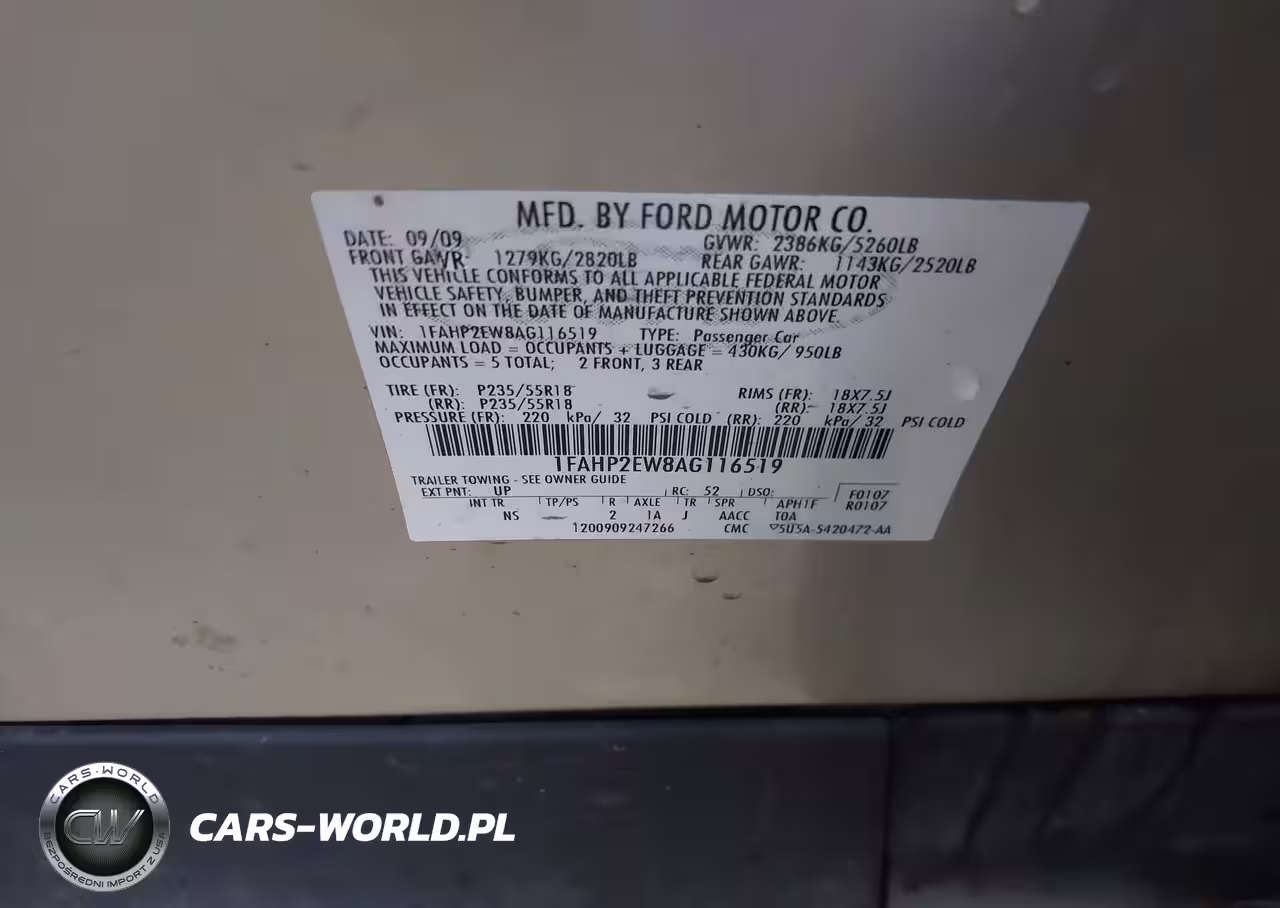 MFD. BY FORD MOTOR CO.
DATE: 09/09 GVWR: 2386KG/5260LB
FRONT GAWR: 1279KG/2820LB REAR GAWR: 1143KG/2520LB
THIS VEHICLE CONFORMS TO ALL APPLICABLE FEDERAL MOTOR
VEHICLE SAFETY, BUMPER, AND THEFT PREVENTION STANDARDS
IN EFFECT ON THE DATE OF MANUFACTURE SHOWN ABOVE.
VIN: 1FAHP2EW8AG116519 TYPE: Passenger Car
MAXIMUM LOAD = OCCUPANTS + LUGGAGE = 430KG/ 950LB
OCCUPANTS = 5 TOTAL; 2 FRONT, 3 REAR
TIRE (FR): P235/55R18 RIMS (FR): 18X7.5J
(RR): P235/55R18 (RR): 18X7.5J
PRESSURE (FR): 220 kPa/ 32 PSI COLD (RR): 220 kPa/ 32 PSI COLD
1FAHP2EW8AG116519
TRAILER TOWING - SEE OWNER GUIDE
EXT PNT: UP RC: 52 DSO: F0107
R0107
INT TR TP/PS R AXLE TR SPR
NS 2 1A J AACC TOA
1200909247266 CMC 5U5A-5420472-AA
CARS-WORLD
CW
BEZPOŚREDNI IMPORT Z USA
CARS-WORLD.PL